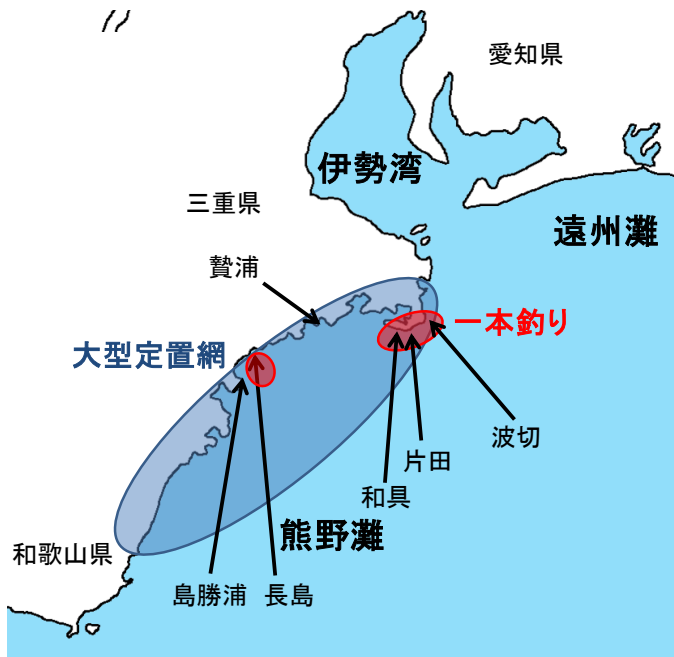 愛知県
伊勢湾
三重県
遠州灘
贄浦
一本釣り
大型定置網
波切
片田
和具
熊野灘
和歌山県
島勝浦
長島